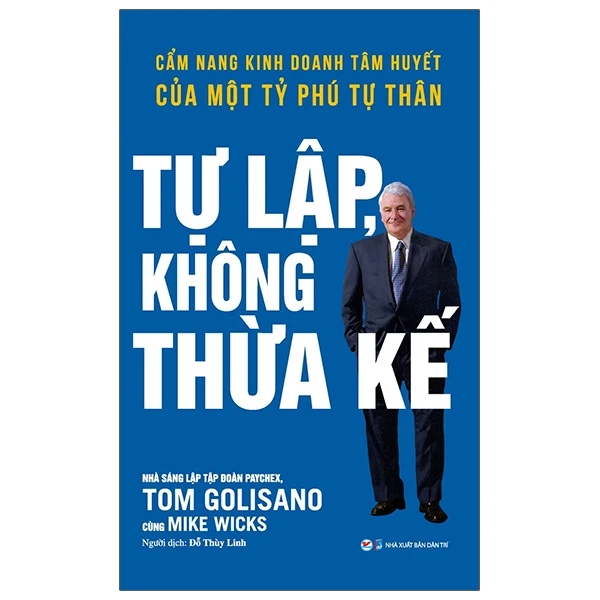 CẨM NANG KINH DOANH TÂM HUYẾT
CỦA MỘT TỶ PHÚ TỰ THÂN
TỰ LẬP,
KHÔNG
THỪA KẾ
NHÀ SÁNG LẬP TẬP ĐOÀN PAYCHEX,
TOM GOLISANO
CÙNG MIKE WICKS
Người dịch: Đỗ Thùy Linh
NHÀ XUẤT BẢN DÂN TRÍ